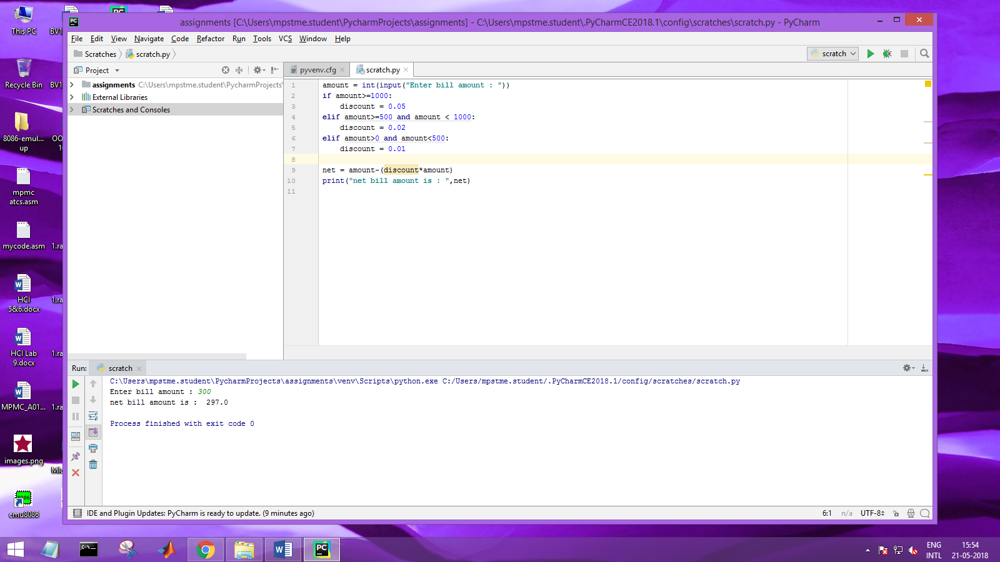 This PC
BV1
Recycle Bin
BV1
8086-emul...
up
OO
1(
mpmc
atcs.asm
mycode.asm
1.ra
HCI
5&6.docx
1.ra
HCI Lab
9.docx
1.ra
MPMC_A01...
1.ra
images.png
Mic
emu8086
assignments [C:\Users\mpstme.student\PycharmProjects\assignments] - C:\Users\mpstme.student\.PyCharmCE2018.1\config\scratches\scratch.py - PyCharm
File Edit View Navigate Code Refactor Run Tools VCS Window Help
Scratches scratch.py
scratch
Project
pyvenv.cfg scratch.py
assignments C:\Users\mpstme.student\PycharmProjects\
External Libraries
Scratches and Consoles
1 amount = int(input("Enter bill amount : "))
2 if amount>=1000:
3 discount = 0.05
4 elif amount>=500 and amount < 1000:
5 discount = 0.02
6 elif amount>0 and amount<500:
7 discount = 0.01
8
9 net = amount-(discount*amount)
10 print("net bill amount is : ",net)
11
Run: scratch
C:\Users\mpstme.student\PycharmProjects\assignments\venv\Scripts\python.exe C:/Users/mpstme.student/.PyCharmCE2018.1/config/scratches/scratch.py
Enter bill amount : 300
net bill amount is :  297.0
Process finished with exit code 0
IDE and Plugin Updates: PyCharm is ready to update. (9 minutes ago)
6:1 n/a UTF-8
ENG
INTL
15:54
21-05-2018